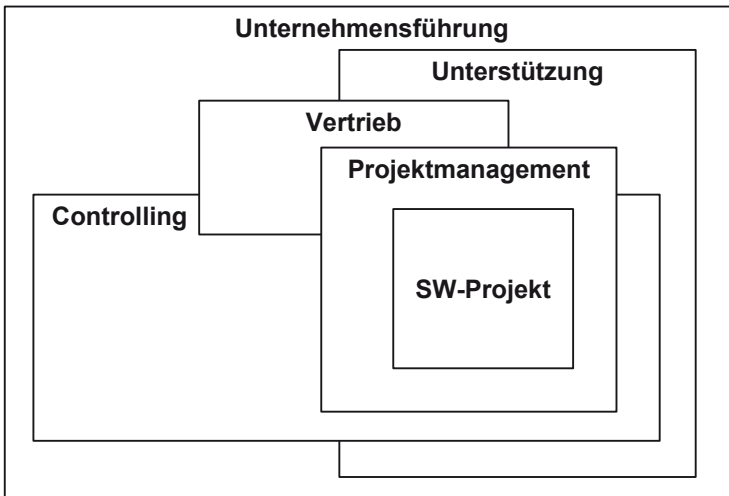 Unternehmensführung
Unterstützung
Vertrieb
Projektmanagement
Controlling
SW-Projekt